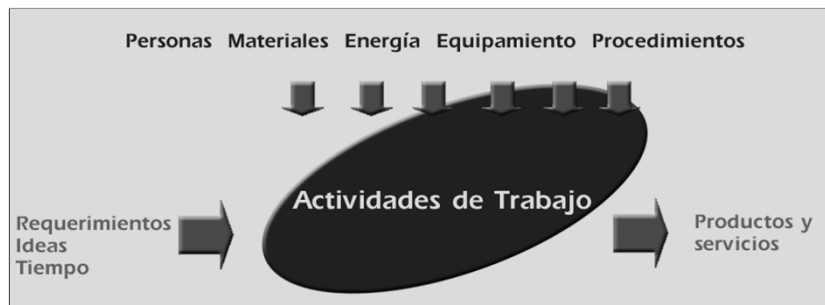 Personas Materiales Energía Equipamiento Procedimientos
Actividades de Trabajo
Requerimientos
Ideas
Tiempo
Productos y
servicios